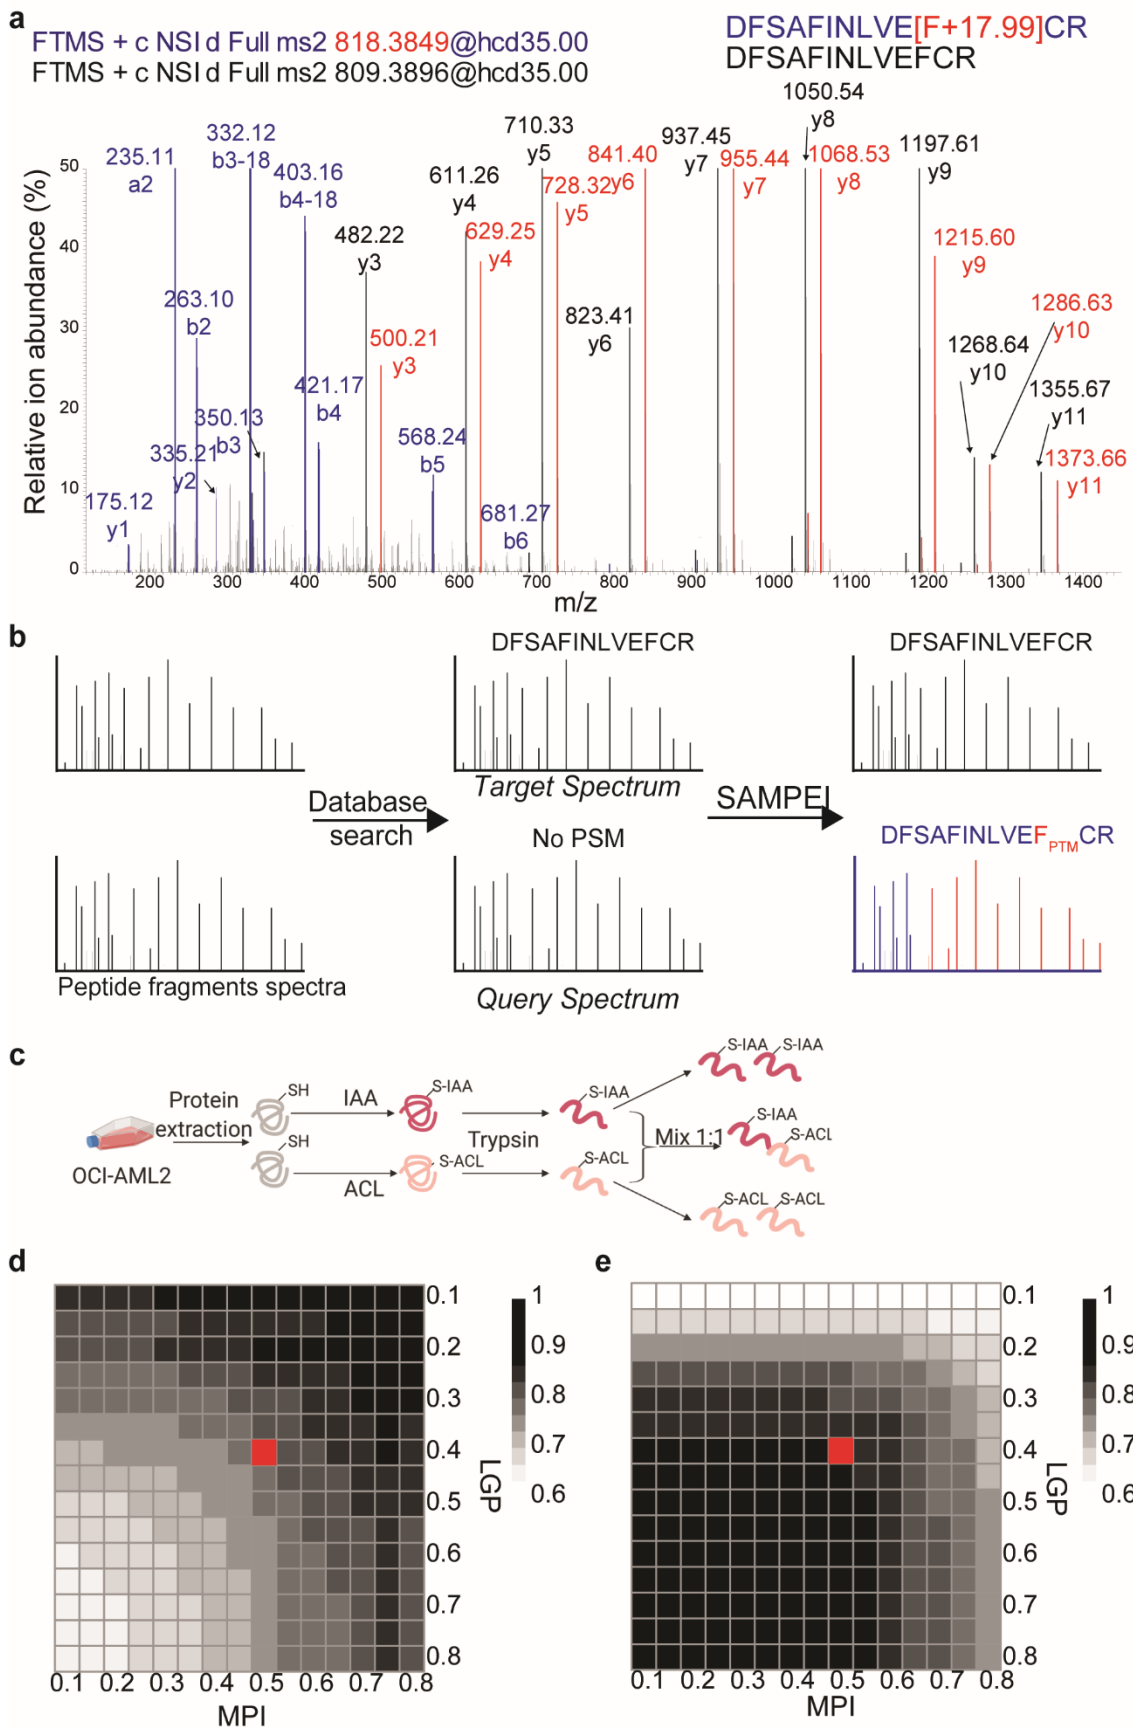 a
FTMS + c NSI d Full ms2 818.3849@hcd35.00
FTMS + c NSI d Full ms2 809.3896@hcd35.00
DFSAFINLVE[F+17.99]CR
DFSAFINLVEFCR
Relative ion abundance (%)
50
40
30
20
10
0
175.12
y1
235.11
a2
263.10
b2
335.21
y2
350.13
b3
332.12
b3-18
403.16
b4-18
421.17
b4
482.22
y3
500.21
y3
568.24
b5
611.26
y4
629.25
y4
681.27
b6
710.33
y5
728.32
y5
823.41
y6
841.40
y6
937.45
y7
955.44
y7
1050.54
y8
1068.53
y8
1197.61
y9
1215.60
y9
1268.64
y10
1286.63
y10
1355.67
y11
1373.66
y11
200 300 400 500 600 700 800 900 1000 1100 1200 1300 1400
m/z
b
DFSAFINLVEFCR
DFSAFINLVEFCR
Database
search
Target Spectrum
SAMPEI
No PSM
DFSAFINLVEF PTM CR
Peptide fragments spectra
Query Spectrum
c
OCI-AML2
Protein
extraction
SH
SH
IAA
ACL
S-IAA
S-ACL
Trypsin
S-IAA
S-ACL
Mix 1:1
S-IAA S-IAA
S-IAA
S-ACL
S-ACL S-ACL
d
0.1
0.2
0.3
0.4
0.5
0.6
0.7
0.8
LGP
1
0.9
0.8
0.7
0.6
0.1 0.2 0.3 0.4 0.5 0.6 0.7 0.8
MPI
e
0.1
0.2
0.3
0.4
0.5
0.6
0.7
0.8
LGP
1
0.9
0.8
0.7
0.6
0.1 0.2 0.3 0.4 0.5 0.6 0.7 0.8
MPI